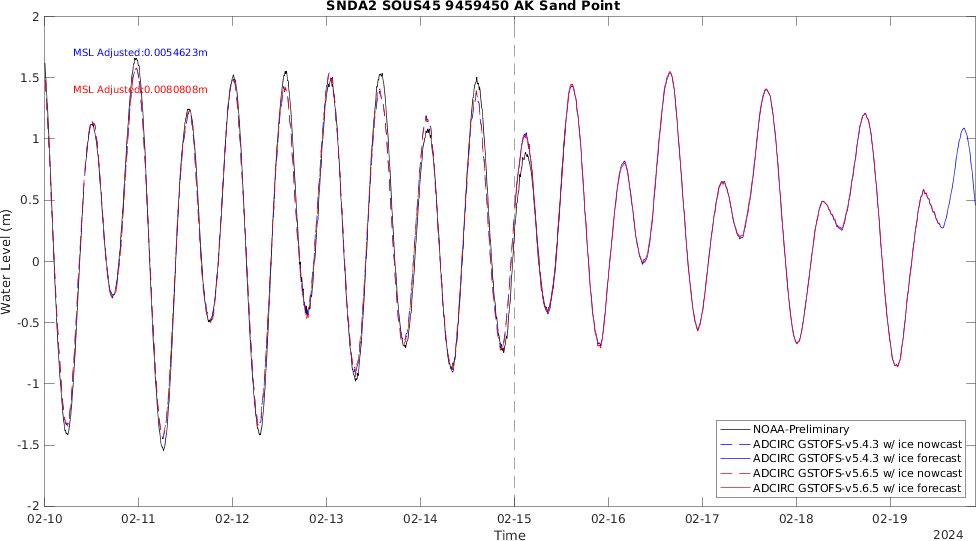 SNDA2 SOUS45 9459450 AK Sand Point
MSL Adjusted:0.0054623m
MSL Adjusted:0.0080808m
Water Level (m)
2
1.5
1
0.5
0
-0.5
-1
-1.5
-2
NOAA-Preliminary
ADCIRC GSTOFS-v5.4.3 w/ ice nowcast
ADCIRC GSTOFS-v5.4.3 w/ ice forecast
ADCIRC GSTOFS-v5.6.5 w/ ice nowcast
ADCIRC GSTOFS-v5.6.5 w/ ice forecast
02-10 02-11 02-12 02-13 02-14 02-15 02-16 02-17 02-18 02-19
Time
2024